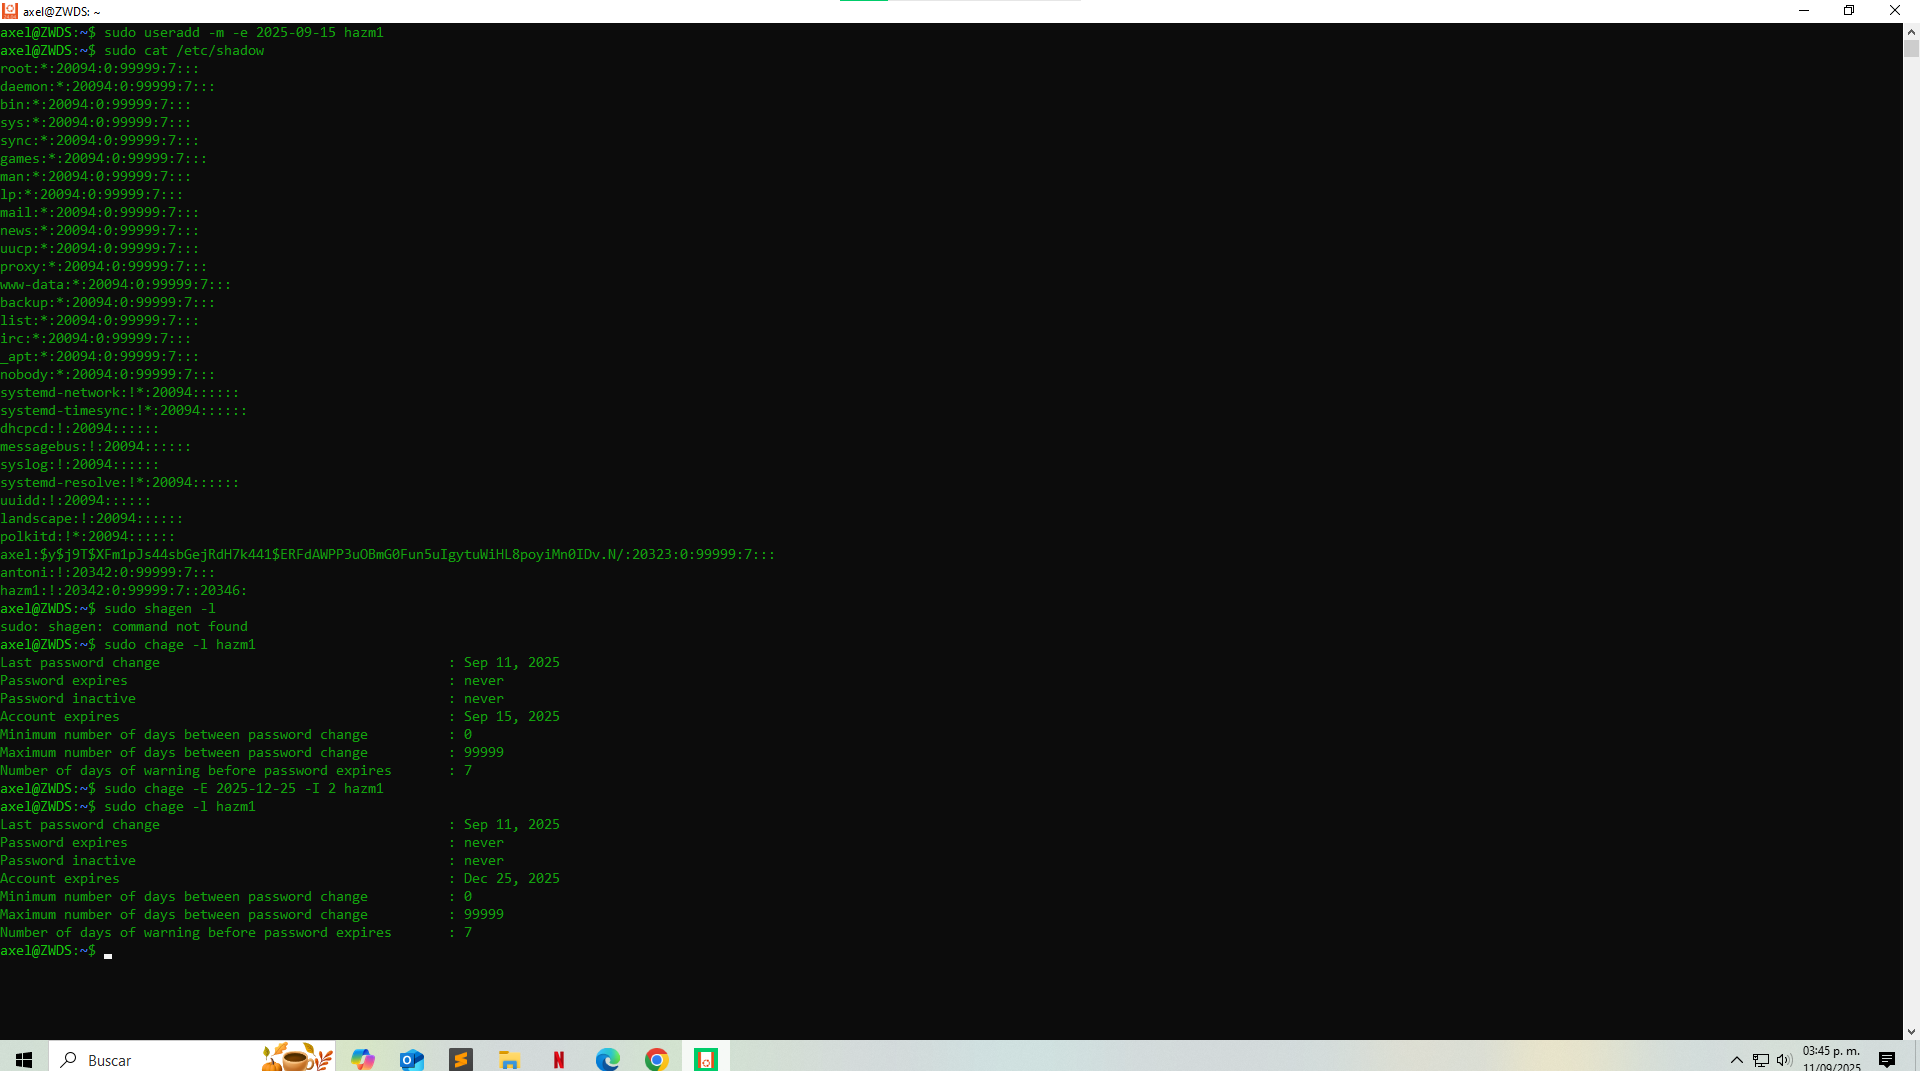 axel@ZWDS: ~
axel@ZWDS:~$ sudo useradd -m -e 2025-09-15 hazm1
axel@ZWDS:~$ sudo cat /etc/shadow
root:*:20094:0:99999:7:::
daemon:*:20094:0:99999:7:::
bin:*:20094:0:99999:7:::
sys:*:20094:0:99999:7:::
sync:*:20094:0:99999:7:::
games:*:20094:0:99999:7:::
man:*:20094:0:99999:7:::
lp:*:20094:0:99999:7:::
mail:*:20094:0:99999:7:::
news:*:20094:0:99999:7:::
uucp:*:20094:0:99999:7:::
proxy:*:20094:0:99999:7:::
www-data:*:20094:0:99999:7:::
backup:*:20094:0:99999:7:::
list:*:20094:0:99999:7:::
irc:*:20094:0:99999:7:::
_apt:*:20094:0:99999:7:::
nobody:*:20094:0:99999:7:::
systemd-network:!*:20094::::::
systemd-timesync:!*:20094::::::
dhcpcd:!:20094::::::
messagebus:!:20094::::::
syslog:!:20094::::::
systemd-resolve:!*:20094::::::
uuidd:!:20094::::::
landscape:!:20094::::::
polkitd:!*:20094::::::
axel:$y$j9T$XFm1pJs44sbGejRdH7k441$ERFdAWPP3uOBmG0Fun5uIgytuWiHL8poyiMn0IDv.N/:20323:0:99999:7:::
antoni:!:20342:0:99999:7:::
hazm1:!:20342:0:99999:7::20346:
axel@ZWDS:~$ sudo shagen -l
sudo: shagen: command not found
axel@ZWDS:~$ sudo chage -l hazm1
Last password change : Sep 11, 2025
Password expires : never
Password inactive : never
Account expires : Sep 15, 2025
Minimum number of days between password change : 0
Maximum number of days between password change : 99999
Number of days of warning before password expires : 7
axel@ZWDS:~$ sudo chage -E 2025-12-25 -I 2 hazm1
axel@ZWDS:~$ sudo chage -l hazm1
Last password change : Sep 11, 2025
Password expires : never
Password inactive : never
Account expires : Dec 25, 2025
Minimum number of days between password change : 0
Maximum number of days between password change : 99999
Number of days of warning before password expires : 7
axel@ZWDS:~$
Buscar
03:45 p. m.
11/09/2025